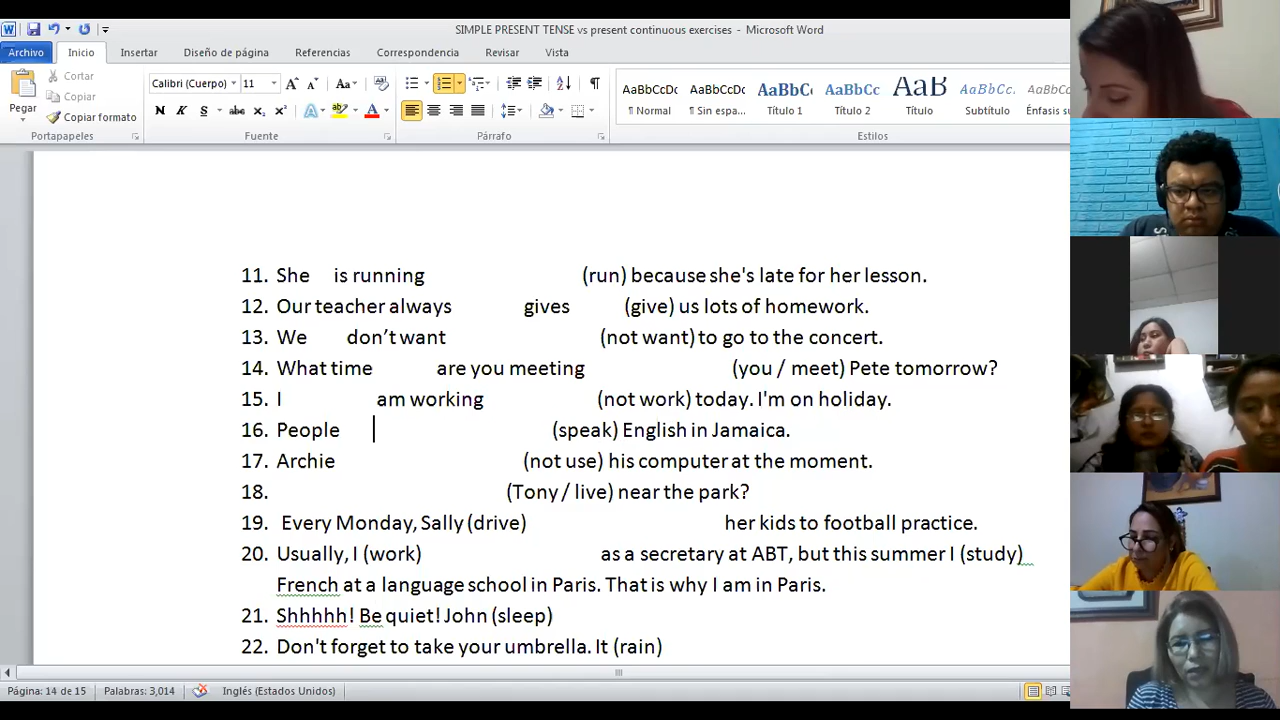 SIMPLE PRESENT TENSE vs present continuous exercises - Microsoft Word
Archivo Inicio Insertar Diseño de página Referencias Correspondencia Revisar Vista
Pegar
Cortar
Copiar
Copiar formato
Portapapeles
Calibri (Cuerpo) 11
N K S abc x₂ x²
Fuente
Párrafo
AaBbCcDc AaBbCcDc AaBbC AaBbCc AaB AaBbCc. AaBbCc
¶ Normal ¶ Sin espa... Título 1 Título 2 Título Subtítulo Énfasis
Estilos
11. She is running (run) because she's late for her lesson.
12. Our teacher always gives (give) us lots of homework.
13. We don’t want (not want) to go to the concert.
14. What time are you meeting (you / meet) Pete tomorrow?
15. I am working (not work) today. I'm on holiday.
16. People (speak) English in Jamaica.
17. Archie (not use) his computer at the moment.
18. (Tony / live) near the park?
19. Every Monday, Sally (drive) her kids to football practice.
20. Usually, I (work) as a secretary at ABT, but this summer I (study)
French at a language school in Paris. That is why I am in Paris.
21. Shhhhh! Be quiet! John (sleep)
22. Don't forget to take your umbrella. It (rain)
Página: 14 de 15 Palabras: 3,014 Inglés (Estados Unidos)